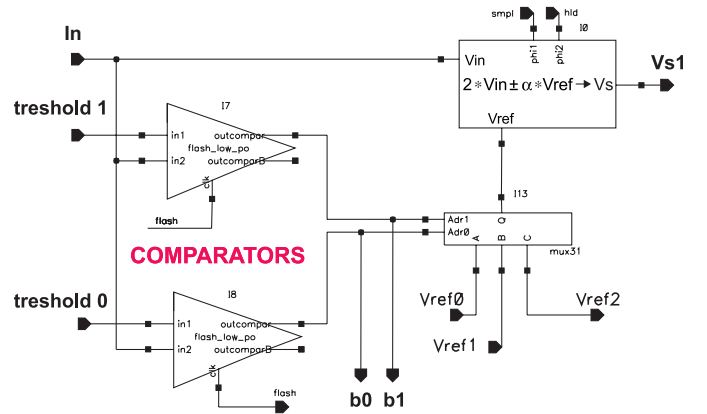 smpl hld
In I0
phi1 phi2
Vin Vs1
2*Vin±α*Vref→Vs
Vref
treshold 1 I7
in1 outcompar
flash_low_po
in2 outcomparB
clk
flash
I13
Adr1 Q
Adr0
A B C
mux31
COMPARATORS
treshold 0 I8
in1 outcompar
flash_low_po
in2 outcomparB
clk
flash
Vref0 Vref2
Vref1
b0 b1